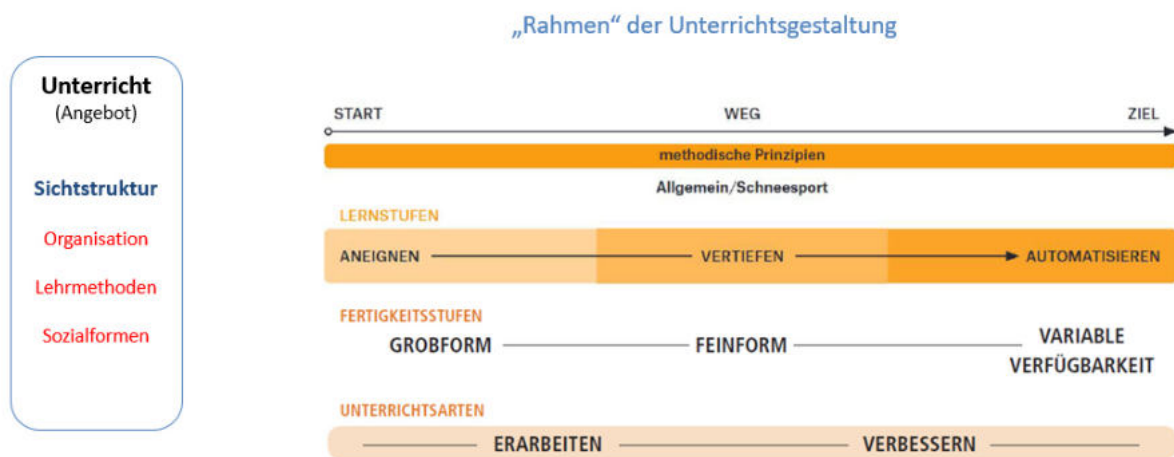 „Rahmen“ der Unterrichtsgestaltung
Unterricht
(Angebot)
Sichtstruktur
Organisation
Lehrmethoden
Sozialformen
START WEG ZIEL
methodische Prinzipien
Allgemein/Schneesport
LERNSTUFEN
ANEIGNEN VERTIEFEN AUTOMATISIEREN
FERTIGKEITSSTUFEN
GROBFORM FEINFORM VARIABLE
VERFÜGBARKEIT
UNTERRICHTSARTEN
ERARBEITEN VERBESSERN